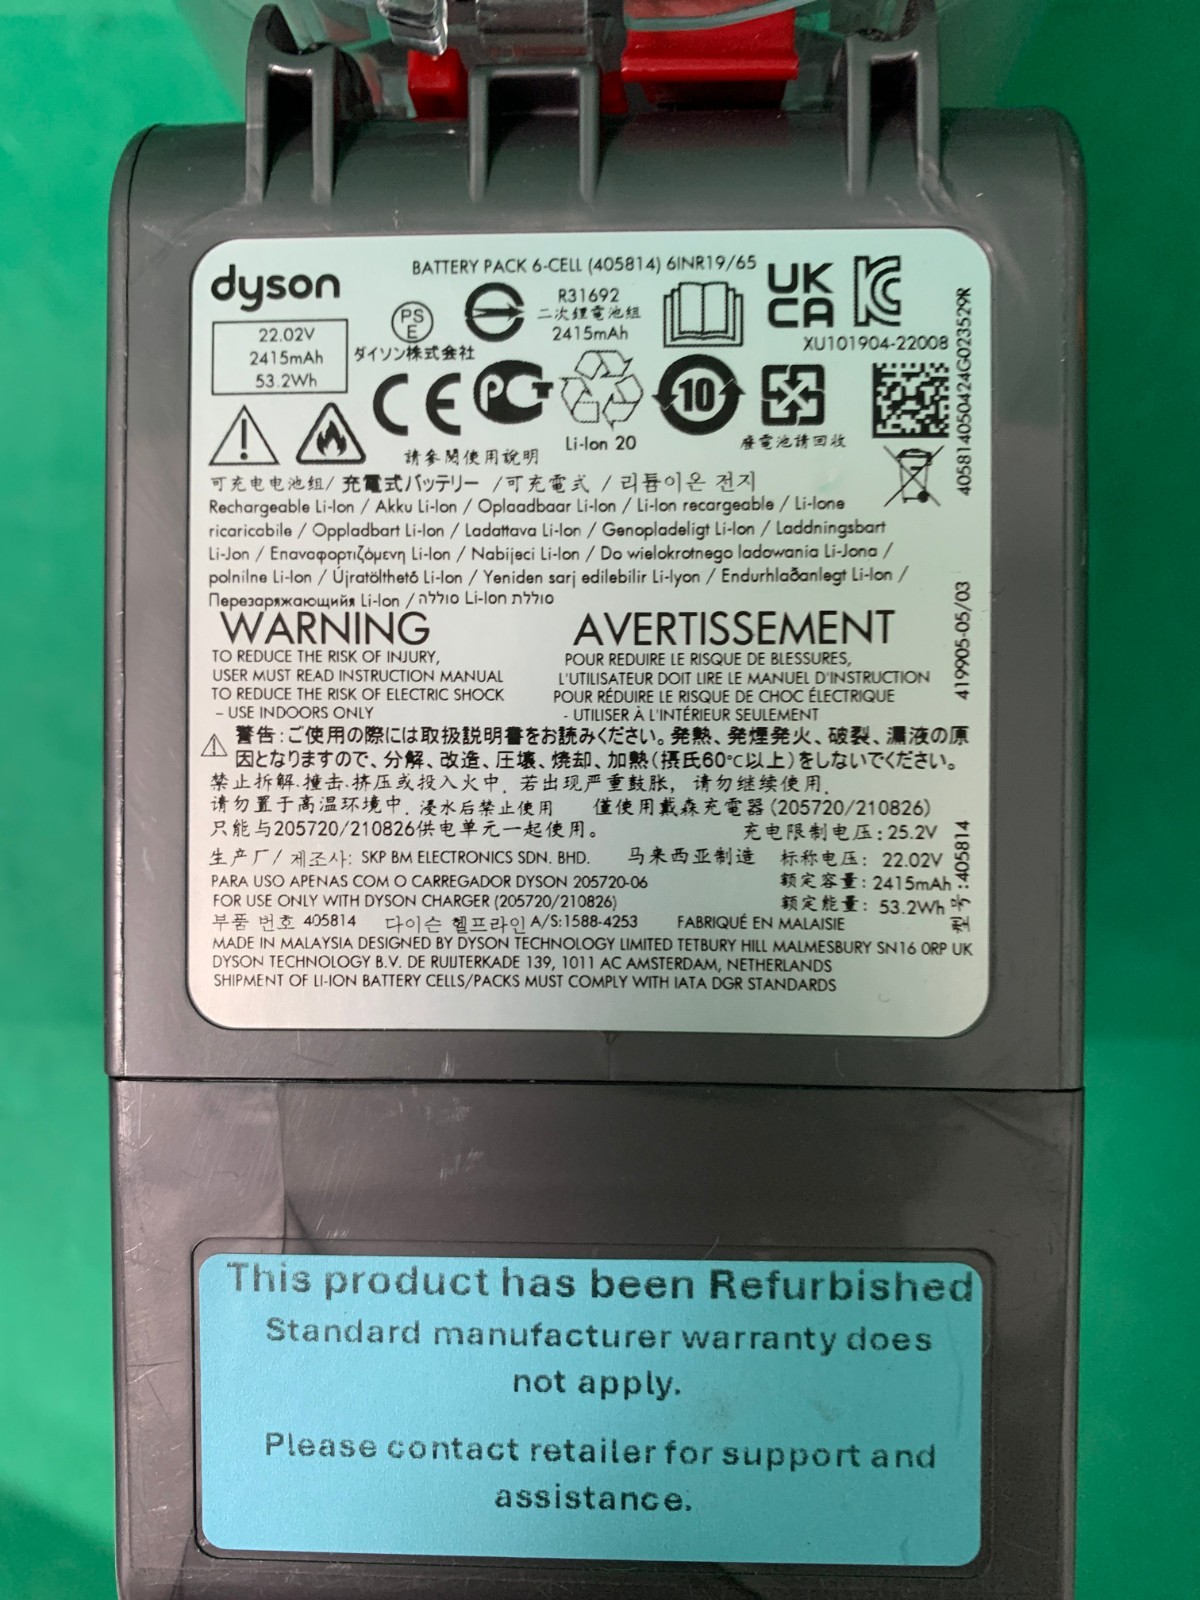 dyson
BATTERY PACK 6-CELL (405814) 6INR19/65
22.02V
2415mAh
53.2Wh
PS
E
ダイソン株式会社
R31692
二次鋰電池組
2415mAh
UK
CA
XU101904-22008
CE
Li-Ion 20
10
廢電池請回收
請參閱使用說明
405814050424G023529R
可充电电池组/ 充電式バッテリー /可充電式 / 리튬이온 전지
Rechargeable Li-Ion / Akku Li-Ion / Oplaadbaar Li-Ion / Li-Ion recargeable / Li-Ione
ricaricabile / Oppladbart Li-Ion / Ladattava Li-Ion / Genopladeligt Li-Ion / Laddningsbart
Li-Jon / Επαναφορτιζόμενη Li-Ion / Nabijeci Li-Ion / Do wielokrotnego ladowania Li-Jona /
polnilne Li-Ion / Újratölthető Li-Ion / Yeniden sarj edilebilir Li-Iyon / Endurhlaðanlegt Li-Ion /
Перезаряжающийя Li-Ion / סוללת Li-Ion סוללה
419905-05/03
WARNING
TO REDUCE THE RISK OF INJURY,
USER MUST READ INSTRUCTION MANUAL
TO REDUCE THE RISK OF ELECTRIC SHOCK
– USE INDOORS ONLY
AVERTISSEMENT
POUR REDUIRE LE RISQUE DE BLESSURES,
L'UTILISATEUR DOIT LIRE LE MANUEL D'INSTRUCTION
POUR RÉDUIRE LE RISQUE DE CHOC ÉLECTRIQUE
- UTILISER À L'INTÉRIEUR SEULEMENT
警告:ご使用の際には取扱説明書をお読みください。発熱、発煙発火、破裂、漏液の原
因となりますので、分解、改造、圧壊、焼却、加熱(摂氏60℃以上)をしないでください。
禁止拆解.撞击.挤压或投入火中. 若出现严重鼓胀, 请勿继续使用.
请勿置于高温环境中. 浸水后禁止使用 僅使用戴森充電器(205720/210826)
只能与205720/210826供电单元一起使用。 充电限制电压:25.2V
生产厂/ 制造商: SKP BM ELECTRONICS SDN. BHD. 马来西亚制造 标称电压: 22.02V
PARA USO APENAS COM O CARREGADOR DYSON 205720-06 额定容量: 2415mAh
FOR USE ONLY WITH DYSON CHARGER (205720/210826) 额定能量: 53.2Wh
型号:405814
부품 번호 405814 다이슨 헬프라인A/S:1588-4253 FABRIQUÉ EN MALAISIE
MADE IN MALAYSIA DESIGNED BY DYSON TECHNOLOGY LIMITED TETBURY HILL MALMESBURY SN16 0RP UK
DYSON TECHNOLOGY B.V. DE RUIJTERKADE 139, 1011 AC AMSTERDAM, NETHERLANDS
SHIPMENT OF LI-ION BATTERY CELLS/PACKS MUST COMPLY WITH IATA DGR STANDARDS
This product has been Refurbished
Standard manufacturer warranty does
not apply.
Please contact retailer for support and
assistance.